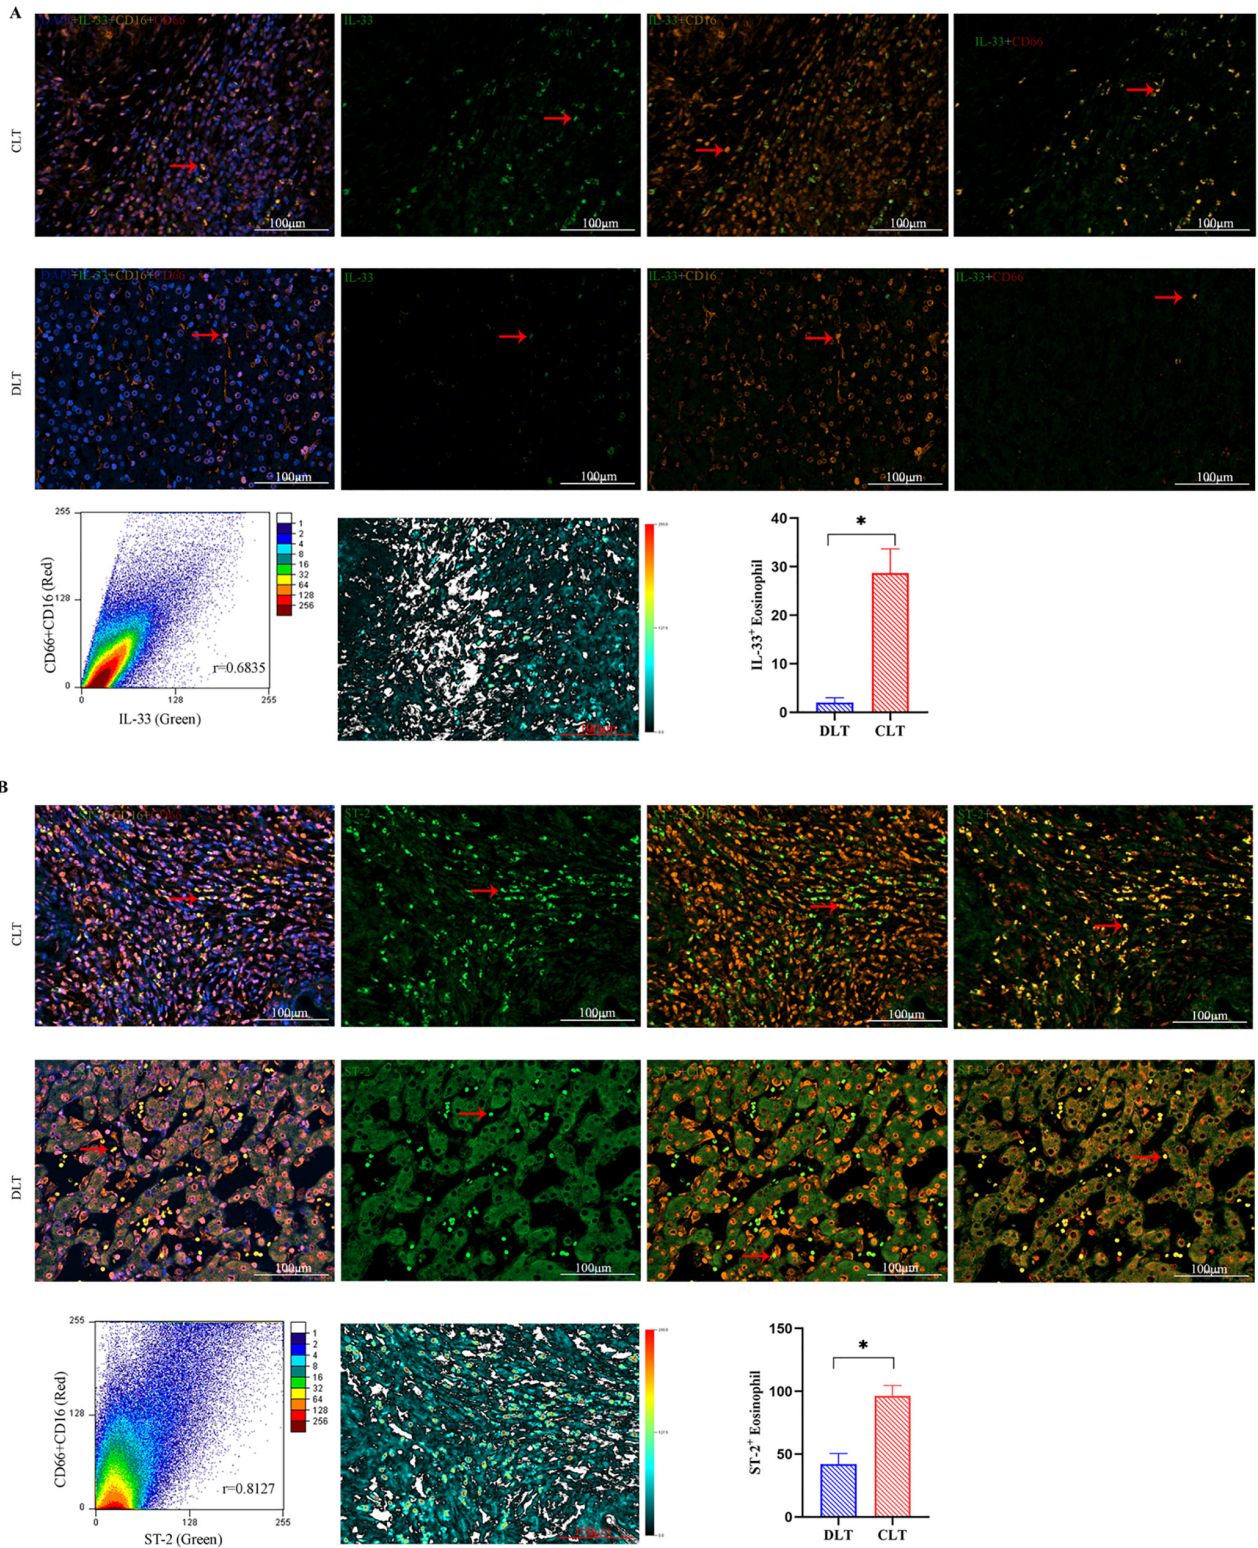 A
CLT
DAPI+IL-33+CD16+CD66
100μm
IL-33
100μm
IL-33+CD16
100μm
IL-33+CD66
100μm
DLT
DAPI+IL-33+CD16+CD66
100μm
IL-33
100μm
IL-33+CD16
100μm
IL-33+CD66
100μm
CD66+CD16 (Red)
255
128
0
0
128
255
IL-33 (Green)
r=0.6835
1
2
4
8
16
32
64
128
256
100μm
IL-33+ Eosinophil
40
30
20
10
0
*
DLT
CLT
B
CLT
100μm
ST-2
100μm
100μm
ST-2+
100μm
DLT
100μm
ST-2
100μm
100μm
ST-2+
100μm
CD66+CD16 (Red)
255
128
0
0
128
255
ST-2 (Green)
r=0.8127
1
2
4
8
16
32
64
128
256
100μm
ST-2+ Eosinophil
150
100
50
0
*
DLT
CLT